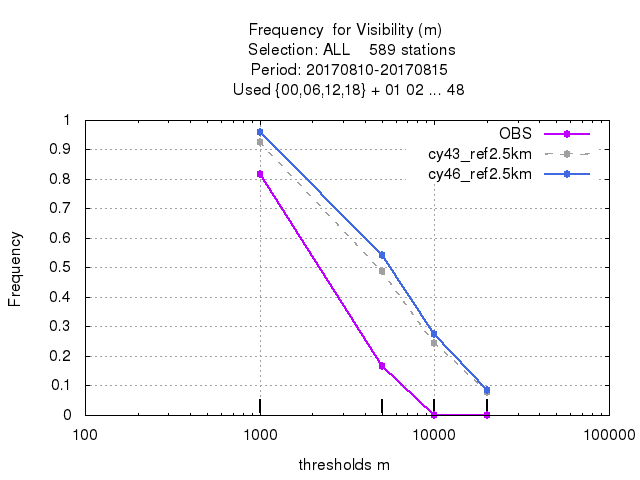 Frequency for Visibility (m)
Selection: ALL 589 stations
Period: 20170810-20170815
Used {00,06,12,18} + 01 02 ... 48
OBS
cy43_ref2.5km
cy46_ref2.5km
1
0.9
0.8
0.7
0.6
0.5
0.4
0.3
0.2
0.1
0
Frequency
100 1000 10000 100000
thresholds m